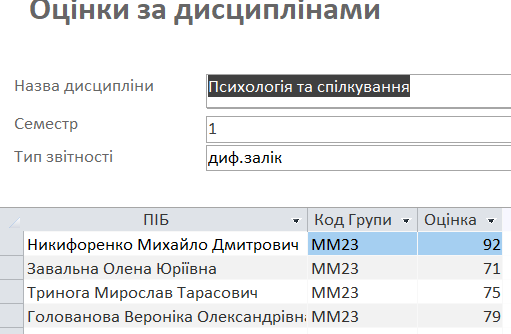 Оцінки за дисциплінами
Назва дисципліни Психологія та спілкування
Семестр 1
Тип звітності диф.залік
ПІБ Код Групи Оцінка
Никифоренко Михайло Дмитрович ММ23 92
Завальна Олена Юріївна ММ23 71
Тринога Мирослав Тарасович ММ23 75
Голованова Вероніка Олександрівна ММ23 79